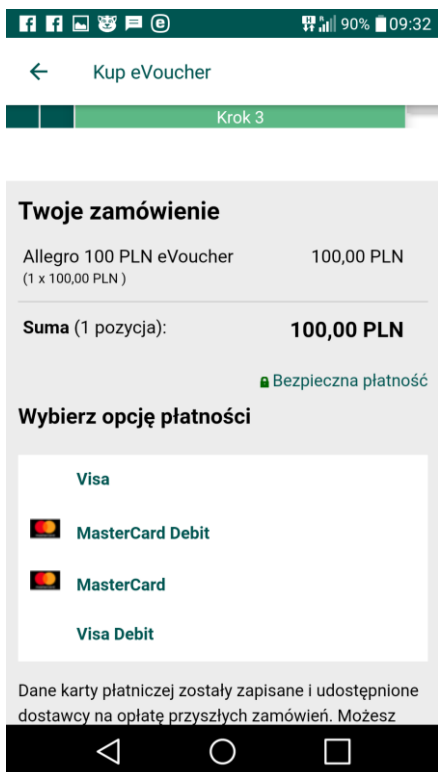 90% 09:32
Kup eVoucher
Krok 3
Twoje zamówienie
Allegro 100 PLN eVoucher 100,00 PLN
(1 x 100,00 PLN )
Suma (1 pozycja): 100,00 PLN
Bezpieczna płatność
Wybierz opcję płatności
Visa
MasterCard Debit
MasterCard
Visa Debit
Dane karty płatniczej zostały zapisane i udostępnione
dostawcy na opłatę przyszłych zamówień. Możesz